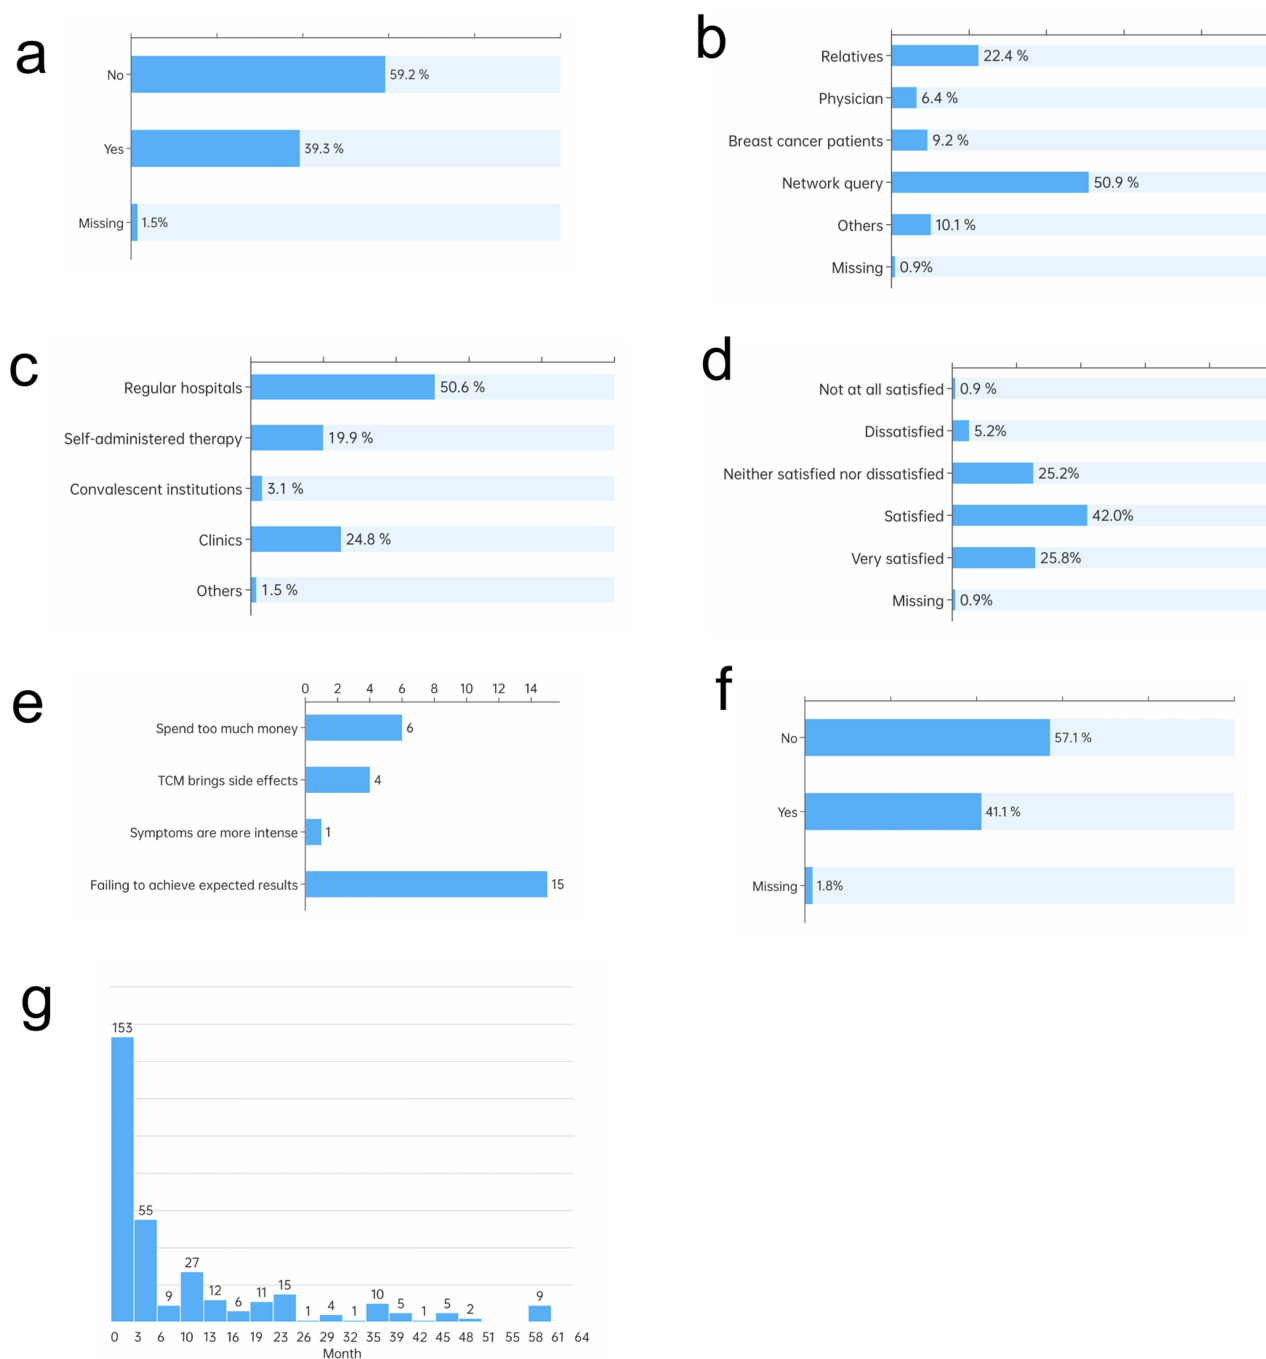 a
No
59.2 %
Yes
39.3 %
Missing
1.5%
b
Relatives
22.4 %
Physician
6.4 %
Breast cancer patients
9.2 %
Network query
50.9 %
Others
10.1 %
Missing
0.9%
c
Regular hospitals
50.6 %
Self-administered therapy
19.9 %
Convalescent institutions
3.1 %
Clinics
24.8 %
Others
1.5 %
d
Not at all satisfied
0.9 %
Dissatisfied
5.2%
Neither satisfied nor dissatisfied
25.2%
Satisfied
42.0%
Very satisfied
25.8%
Missing
0.9%
e
0 2 4 6 8 10 12 14
Spend too much money
6
TCM brings side effects
4
Symptoms are more intense
1
Failing to achieve expected results
15
f
No
57.1 %
Yes
41.1 %
Missing
1.8%
g
153
55
9
27
12
6
11
15
1
4
1
10
5
1
5
2
9
0 3 6 10 13 16 19 23 26 29 32 35 39 42 45 48 51 55 58 61 64
Month